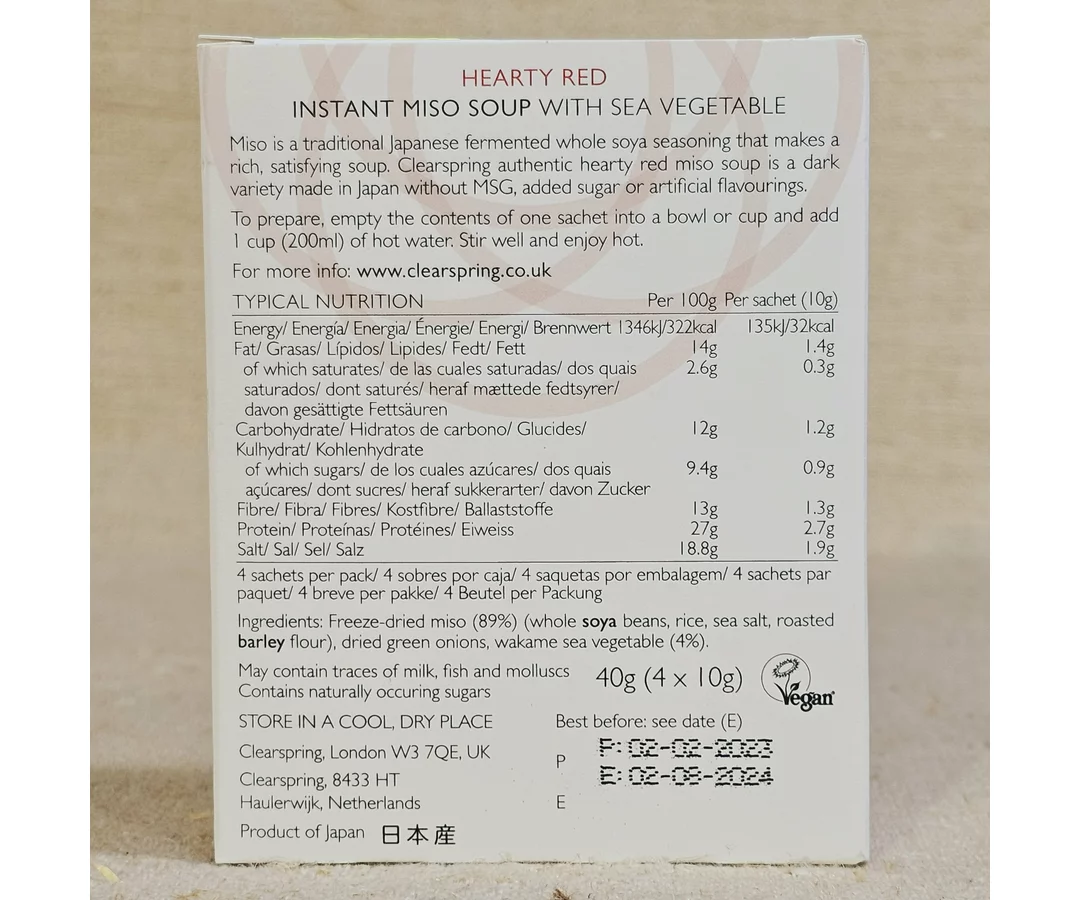 HEARTY RED
INSTANT MISO SOUP WITH SEA VEGETABLE
Miso is a traditional Japanese fermented whole soya seasoning that makes a
rich, satisfying soup. Clearspring authentic hearty red miso soup is a dark
variety made in Japan without MSG, added sugar or artificial flavourings.
To prepare, empty the contents of one sachet into a bowl or cup and add
1 cup (200ml) of hot water. Stir well and enjoy hot.
For more info: www.clearspring.co.uk
TYPICAL NUTRITION Per 100g Per sachet (10g)
Energy/ Energía/ Energia/ Énergie/ Energi/ Brennwert 1346kJ/322kcal 135kJ/32kcal
Fat/ Grasas/ Lípidos/ Lipides/ Fedt/ Fett 14g 1.4g
of which saturates/ de las cuales saturadas/ dos quais 2.6g 0.3g
saturados/ dont saturés/ heraf mættede fedtsyrer/
davon gesättigte Fettsäuren
Carbohydrate/ Hidratos de carbono/ Glucides/ 12g 1.2g
Kulhydrat/ Kohlenhydrate
of which sugars/ de los cuales azúcares/ dos quais 9.4g 0.9g
açúcares/ dont sucres/ heraf sukkerarter/ davon Zucker
Fibre/ Fibra/ Fibres/ Kostfibre/ Ballaststoffe 13g 1.3g
Protein/ Proteínas/ Protéines/ Eiweiss 27g 2.7g
Salt/ Sal/ Sel/ Salz 18.8g 1.9g
4 sachets per pack/ 4 sobres por caja/ 4 saquetas por embalagem/ 4 sachets par
paquet/ 4 breve per pakke/ 4 Beutel per Packung
Ingredients: Freeze-dried miso (89%) (whole soya beans, rice, sea salt, roasted
barley flour), dried green onions, wakame sea vegetable (4%).
May contain traces of milk, fish and molluscs
Contains naturally occuring sugars
40g (4 x 10g)
Vegan
STORE IN A COOL, DRY PLACE
Best before: see date (E)
Clearspring, London W3 7QE, UK
P P: 02-02-2023
E: 02-08-2024
Clearspring, 8433 HT
Haulerwijk, Netherlands
E
Product of Japan 日本産